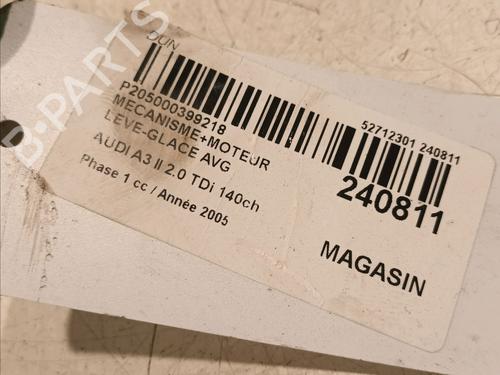 DUN
P205000399218
MECANISME+MOTEUR
LEVE-GLACE AVG
AUDI A3 II 2.0 TDi 140ch
Phase 1 cc / Année 2005
52712301 240811
240811
MAGASIN
B-PARTS